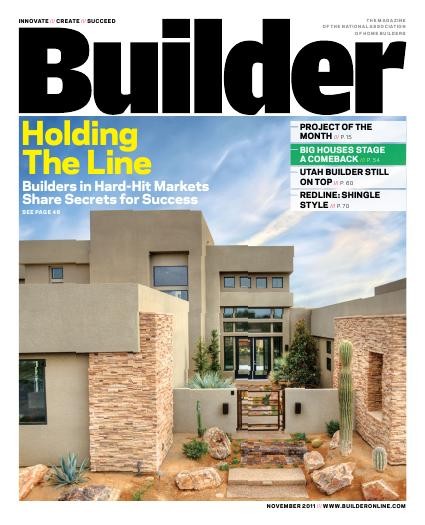 INNOVATE /// CREATE /// SUCCEED
THE MAGAZINE
OF THE NATIONAL ASSOCIATION
OF HOME BUILDERS
Builder
Holding
The Line
Builders in Hard-Hit Markets
Share Secrets for Success
SEE PAGE 48
PROJECT OF THE
MONTH /// P. 15
BIG HOUSES STAGE
A COMEBACK /// P. 54
UTAH BUILDER STILL
ON TOP /// P. 60
REDLINE: SHINGLE
STYLE /// P. 70
NOVEMBER 2011 /// WWW.BUILDERONLINE.COM